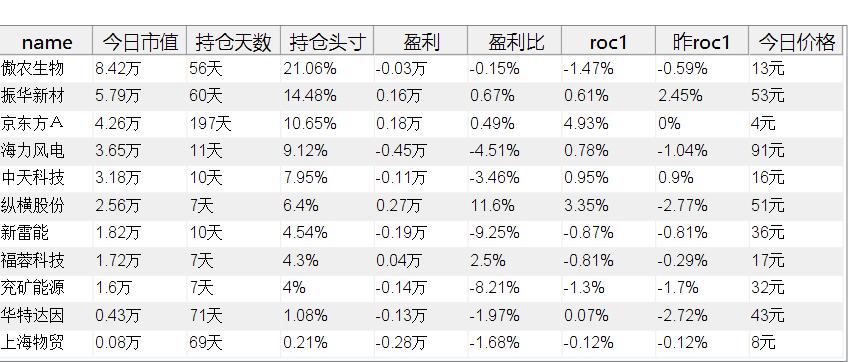 name 今日市值 持仓天数 持仓头寸 盈利 盈利比 roc1 昨roc1 今日价格
傲农生物 8.42万 56天 21.06% -0.03万 -0.15% -1.47% -0.59% 13元
振华新材 5.79万 60天 14.48% 0.16万 0.67% 0.61% 2.45% 53元
京东方Ａ 4.26万 197天 10.65% 0.18万 0.49% 4.93% 0% 4元
海力风电 3.65万 11天 9.12% -0.45万 -4.51% 0.78% -1.04% 91元
中天科技 3.18万 10天 7.95% -0.11万 -3.46% 0.95% 0.9% 16元
纵横股份 2.56万 7天 6.4% 0.27万 11.6% 3.35% -2.77% 51元
新雷能 1.82万 10天 4.54% -0.19万 -9.25% -0.87% -0.81% 36元
福蓉科技 1.72万 7天 4.3% 0.04万 2.5% -0.81% -0.29% 17元
兖矿能源 1.6万 7天 4% -0.14万 -8.21% -1.3% -1.7% 32元
华特达因 0.43万 71天 1.08% -0.13万 -1.97% 0.07% -2.72% 43元
上海物贸 0.08万 69天 0.21% -0.28万 -1.68% -0.12% -0.12% 8元